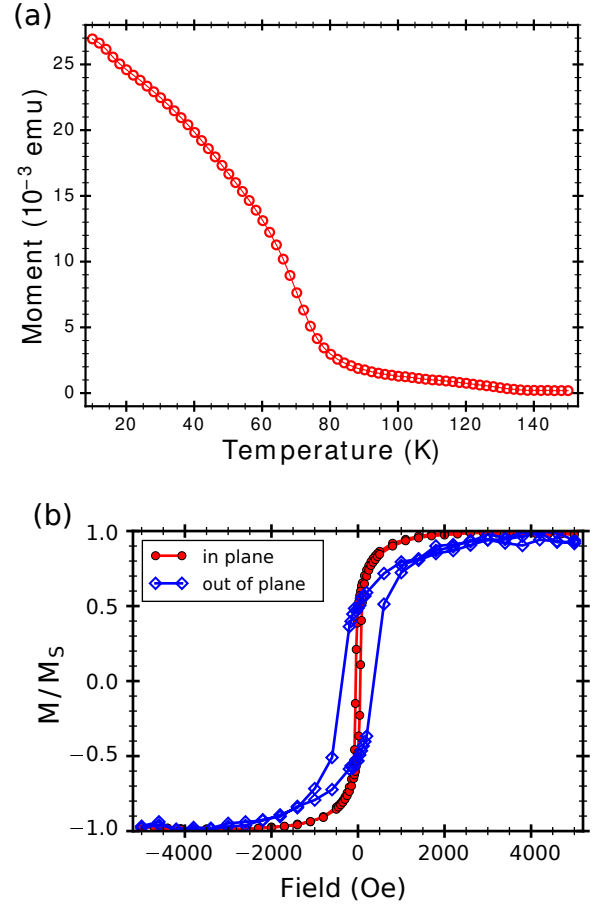 (a)
25
20
15
10
5
0
Moment (10⁻³ emu)
20 40 60 80 100 120 140
Temperature (K)
(b)
1.0
0.5
0.0
−0.5
−1.0
M/M_S
in plane
out of plane
−4000 −2000 0 2000 4000
Field (Oe)